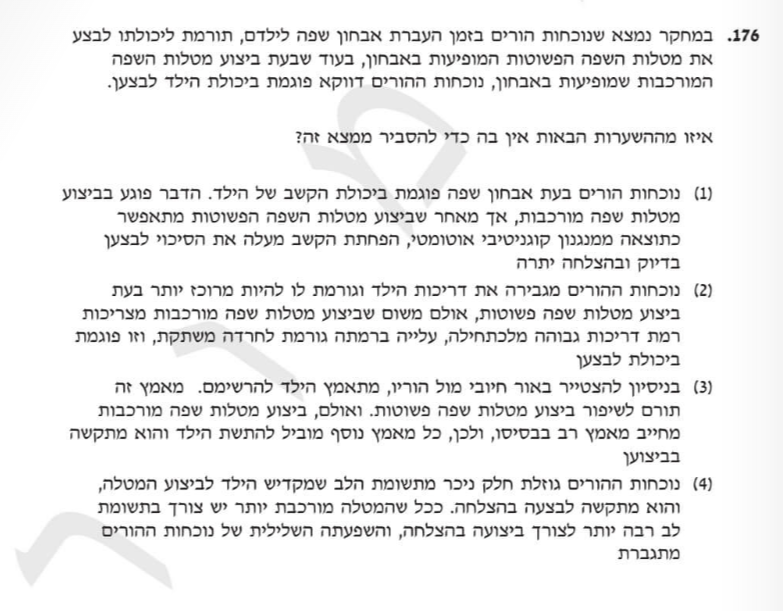 176. במחקר נמצא שנוכחות הורים בזמן העברת אבחון שפה לילדם, תורמת ליכולתו לבצע
את מטלות השפה הפשוטות המופיעות באבחון, בעוד שבעת ביצוע מטלות השפה
המורכבות שמופיעות באבחון, נוכחות ההורים דווקא פוגמת ביכולת הילד לבצען.
איזו מההשערות הבאות אין בה כדי להסביר ממצא זה?
(1) נוכחות הורים בעת אבחון שפה פוגמת ביכולת הקשב של הילד. הדבר פוגע בביצוע
מטלות שפה מורכבות, אך מאחר שביצוע מטלות השפה הפשוטות מתאפשר
כתוצאה ממנגנון קוגניטיבי אוטומטי, הפחתת הקשב מעלה את הסיכוי לבצען
בדיוק ובהצלחה יתרה
(2) נוכחות ההורים מגבירה את דריכות הילד וגורמת לו להיות מרוכז יותר בעת
ביצוע מטלות שפה פשוטות, אולם משום שביצוע מטלות שפה מורכבות מצריכות
רמת דריכות גבוהה מלכתחילה, עלייה ברמתה גורמת לחרדה משתקת, וזו פוגמת
ביכולת לבצען
(3) בניסיון להצטייר באור חיובי מול הוריו, מתאמץ הילד להרשימם. מאמץ זה
תורם לשיפור ביצוע מטלות שפה פשוטות. ואולם, ביצוע מטלות שפה מורכבות
מחייב מאמץ רב בבסיסו, ולכן, כל מאמץ נוסף מוביל להתשת הילד והוא מתקשה
בביצוען
(4) נוכחות ההורים גוזלת חלק ניכר מתשומת הלב שמקדיש הילד לביצוע המטלה,
והוא מתקשה לבצעה בהצלחה. ככל שהמטלה מורכבת יותר יש צורך בתשומת
לב רבה יותר לצורך ביצועה בהצלחה, והשפעתה השלילית של נוכחות ההורים
מתגברת